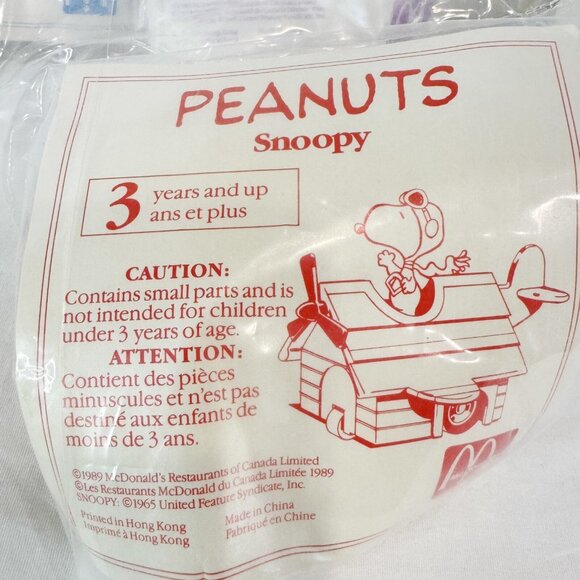 PEANUTS
Snoopy
3 years and up
ans et plus
CAUTION:
Contains small parts and is
not intended for children
under 3 years of age.
ATTENTION:
Contient des pièces
minuscules et n'est pas
destiné aux enfants de
moins de 3 ans.
©1989 McDonald's Restaurants of Canada Limited
©Les Restaurants McDonald du Canada Limitée 1989
SNOOPY: ©1965 United Feature Syndicate, Inc.
Printed in Hong Kong
Imprimé à Hong Kong
Made in China
Fabriqué en Chine